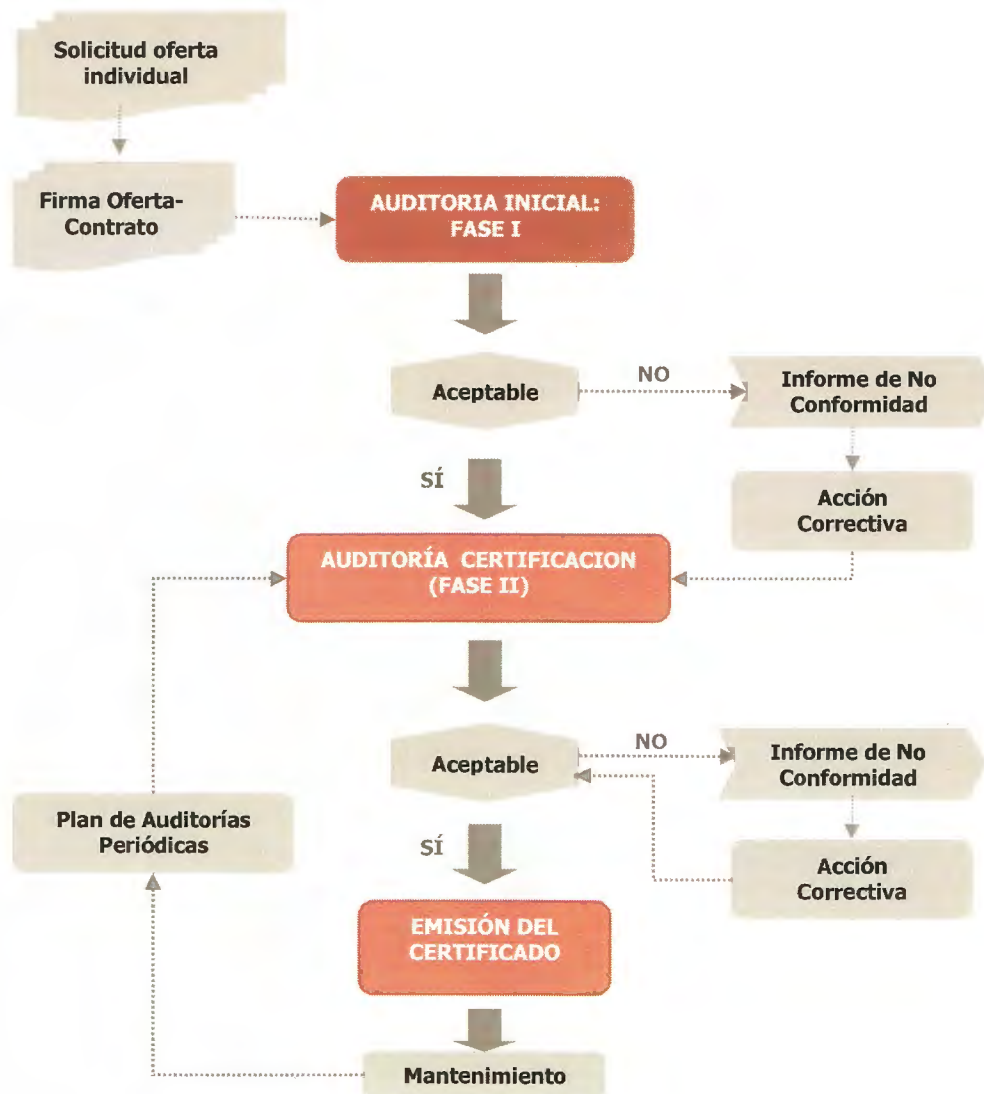 Solicitud oferta
individual
Firma Oferta-
Contrato
AUDITORIA INICIAL:
FASE I
Aceptable
NO
Informe de No
Conformidad
SÍ
Acción
Correctiva
AUDITORÍA CERTIFICACION
(FASE II)
Aceptable
NO
Informe de No
Conformidad
Plan de Auditorías
Periódicas
SÍ
Acción
Correctiva
EMISIÓN DEL
CERTIFICADO
Mantenimiento